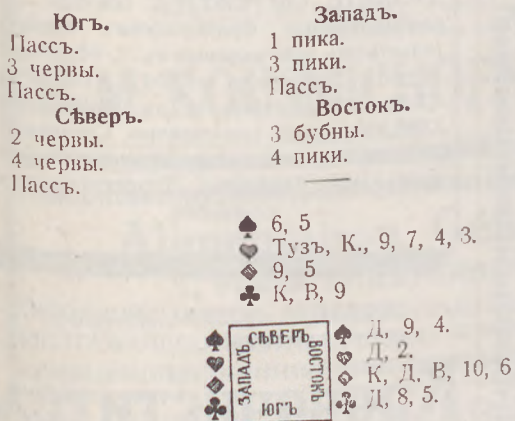 Югъ.
Пассъ.
3 червы.
Пассъ.
Сѣверъ.
2 червы.
4 червы.
Пассъ.
Западъ.
1 пика.
3 пики.
Пассъ.
Востокъ.
3 бубны.
4 пики.
♠ 6, 5
♥ Тузъ, К., 9, 7, 4, 3.
♦ 9, 5
♣ К, В, 9
♠
♥
♦
♣
СѢВЕРЪ
ЗАПАДЪ
ВОСТОКЪ
ЮГЪ
♠ Д, 9, 4.
♥ Д, 2.
♦ К, Д, В, 10, 6
♣ Д, 8, 5.